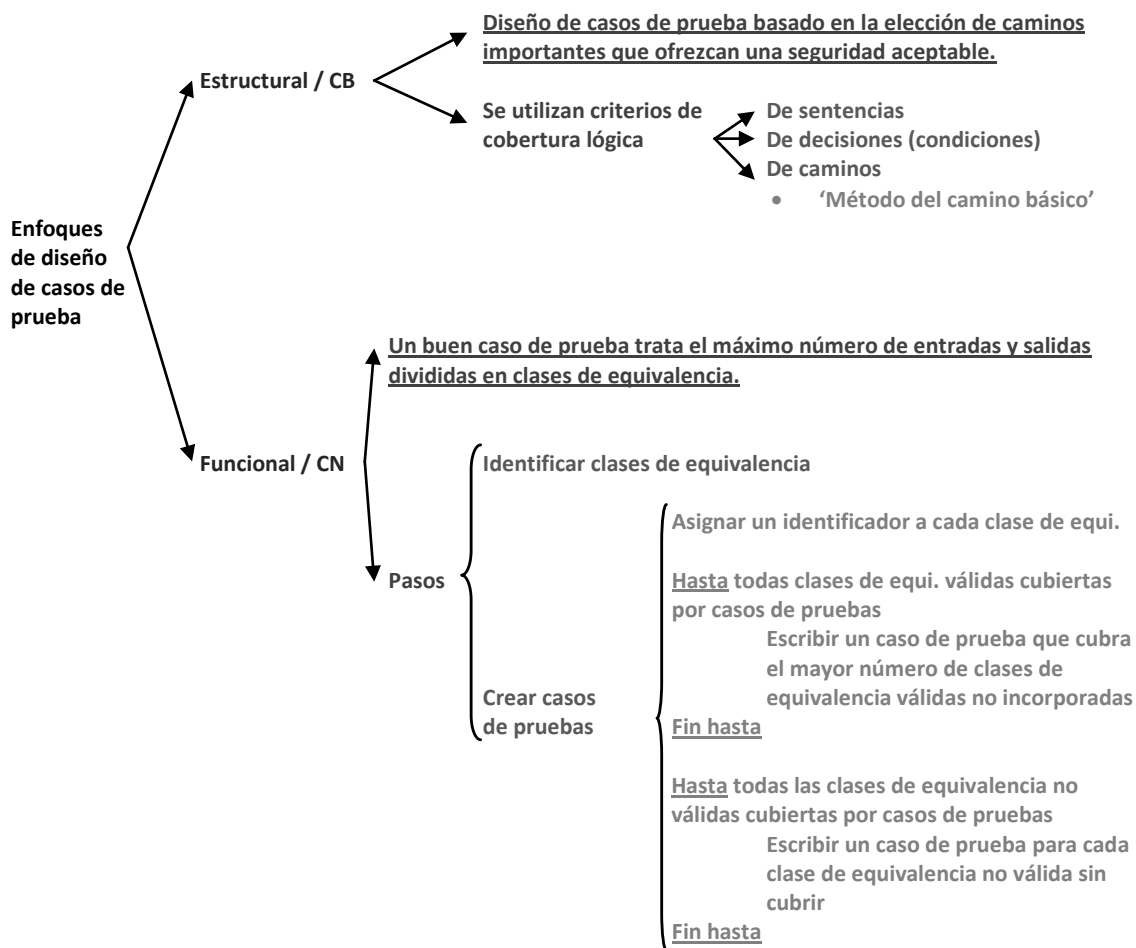 Enfoques
de diseño
de casos de
prueba
Estructural / CB
Diseño de casos de prueba basado en la elección de caminos
importantes que ofrezcan una seguridad aceptable.
Se utilizan criterios de
cobertura lógica
De sentencias
De decisiones (condiciones)
De caminos
• ‘Método del camino básico’
Funcional / CN
Un buen caso de prueba trata el máximo número de entradas y salidas
divididas en clases de equivalencia.
Pasos
Identificar clases de equivalencia
Crear casos
de pruebas
Asignar un identificador a cada clase de equi.
Hasta todas clases de equi. válidas cubiertas
por casos de pruebas
Escribir un caso de prueba que cubra
el mayor número de clases de
equivalencia válidas no incorporadas
Fin hasta
Hasta todas las clases de equivalencia no
válidas cubiertas por casos de pruebas
Escribir un caso de prueba para cada
clase de equivalencia no válida sin
cubrir
Fin hasta